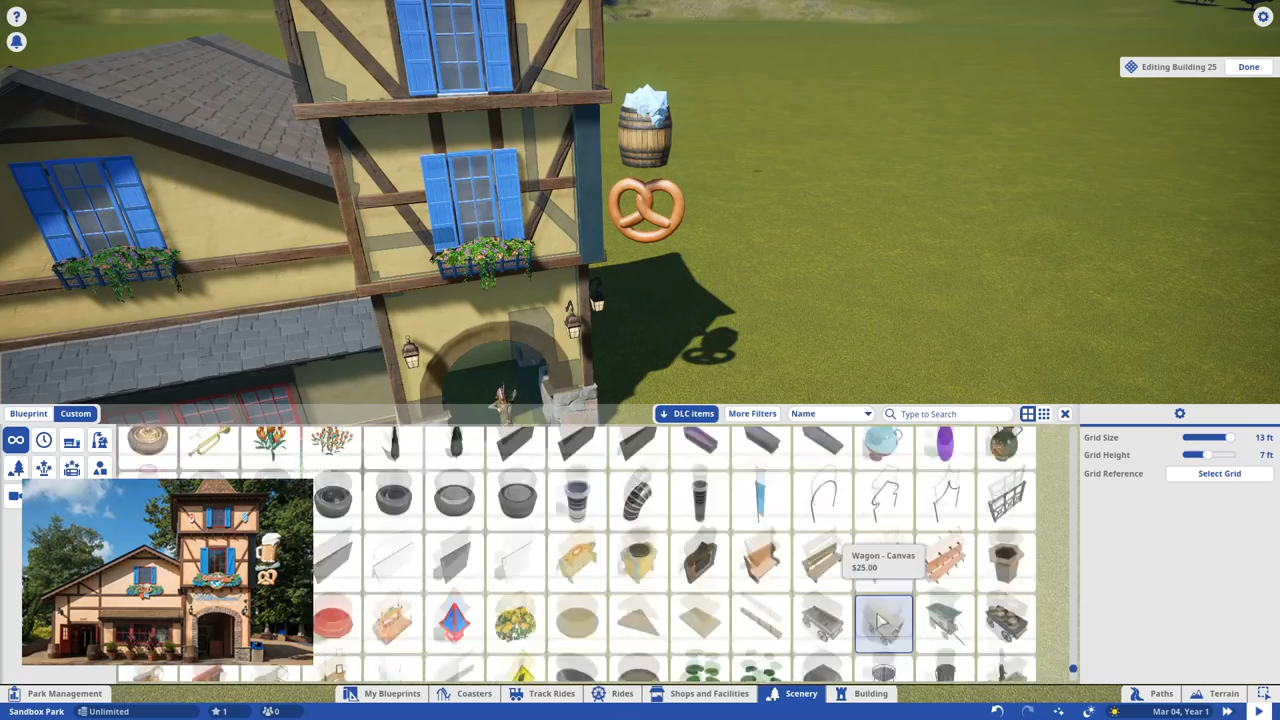 ?
Editing Building 25
Done
Blueprint
Custom
DLC items
More Filters
Name
Type to Search
Grid Size
13 ft
Grid Height
7 ft
Grid Reference
Select Grid
Wagon - Canvas
$25.00
Park Management
My Blueprints
Coasters
Track Rides
Rides
Shops and Facilities
Scenery
Building
Paths
Terrain
Sandbox Park
Unlimited
1
0
Mar 04, Year 1